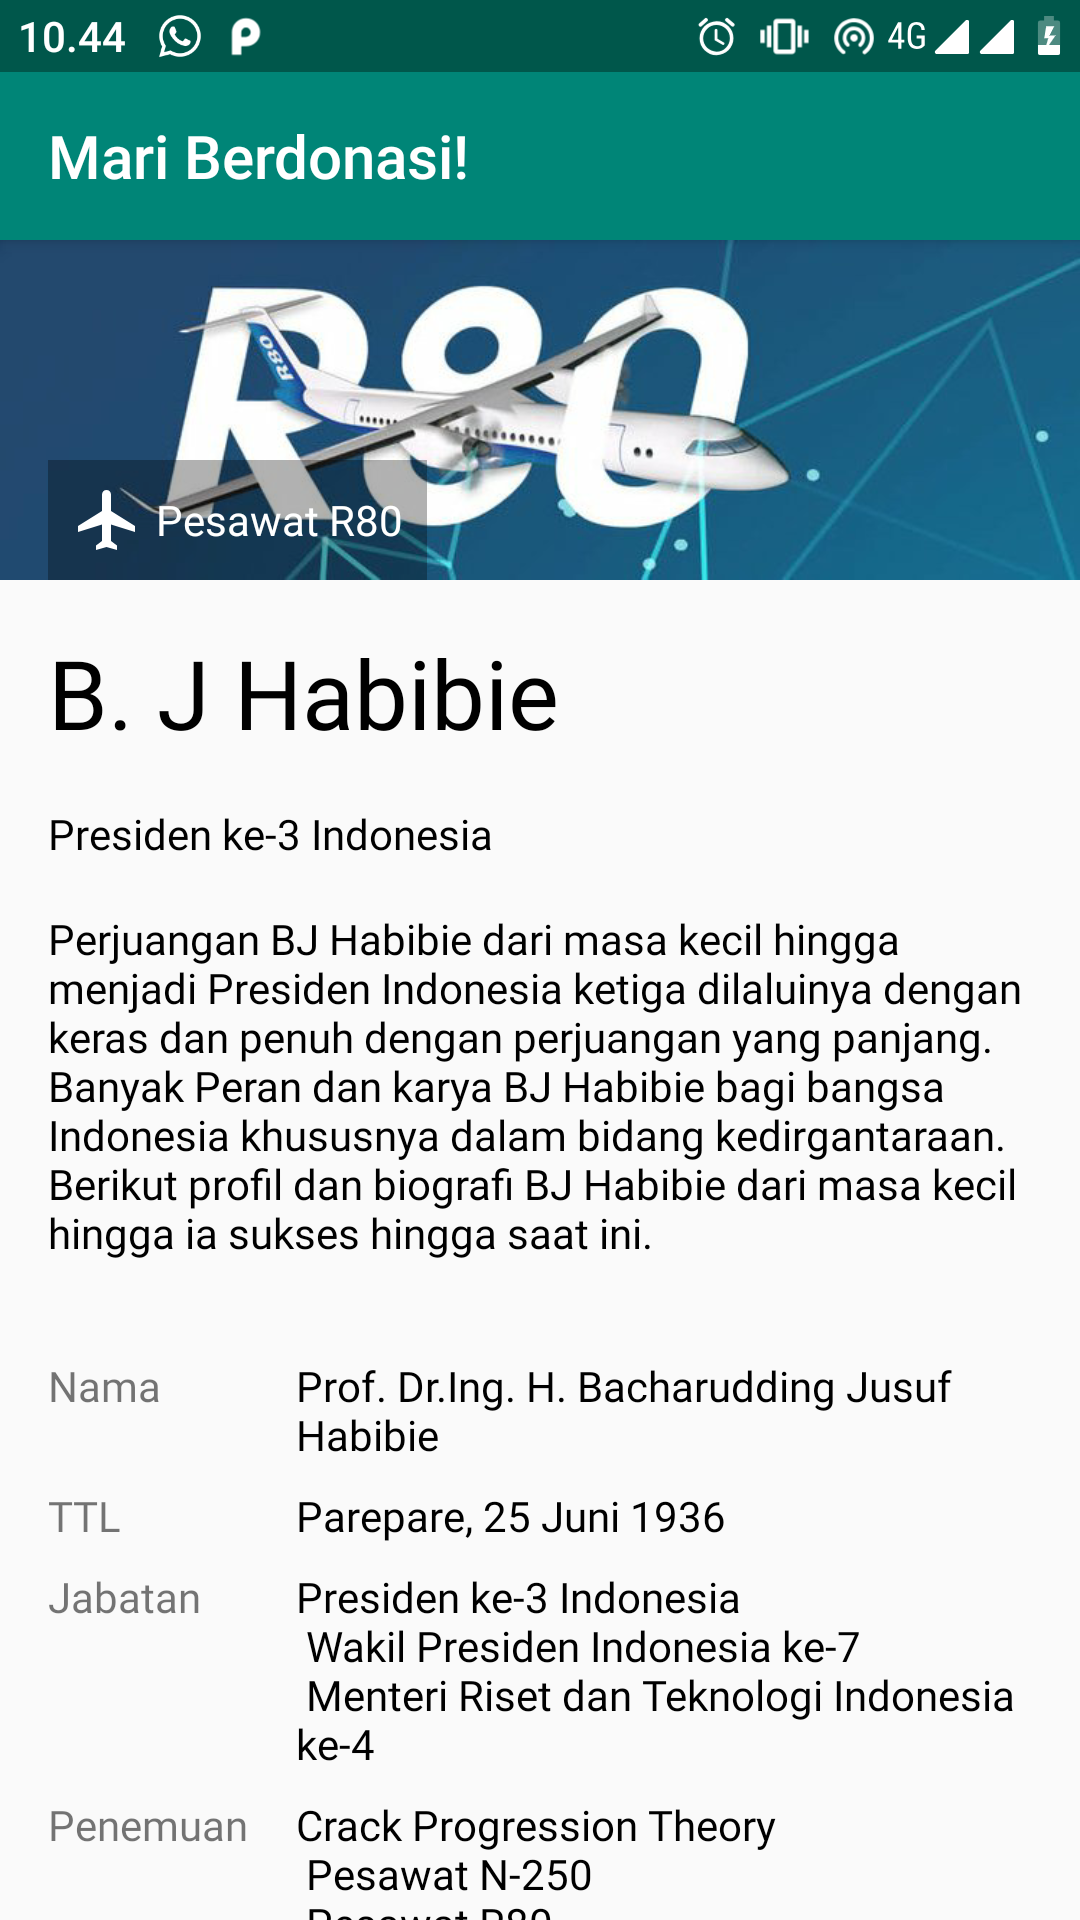 10.44
4G
Mari Berdonasi!
R80
R80
Pesawat R80
B. J Habibie
Presiden ke-3 Indonesia
Perjuangan BJ Habibie dari masa kecil hingga
menjadi Presiden Indonesia ketiga dilaluinya dengan
keras dan penuh dengan perjuangan yang panjang.
Banyak Peran dan karya BJ Habibie bagi bangsa
Indonesia khususnya dalam bidang kedirgantaraan.
Berikut profil dan biografi BJ Habibie dari masa kecil
hingga ia sukses hingga saat ini.
Nama Prof. Dr.Ing. H. Bacharudding Jusuf
Habibie
TTL Parepare, 25 Juni 1936
Jabatan Presiden ke-3 Indonesia
Wakil Presiden Indonesia ke-7
Menteri Riset dan Teknologi Indonesia
ke-4
Penemuan Crack Progression Theory
Pesawat N-250
Pesawat R80